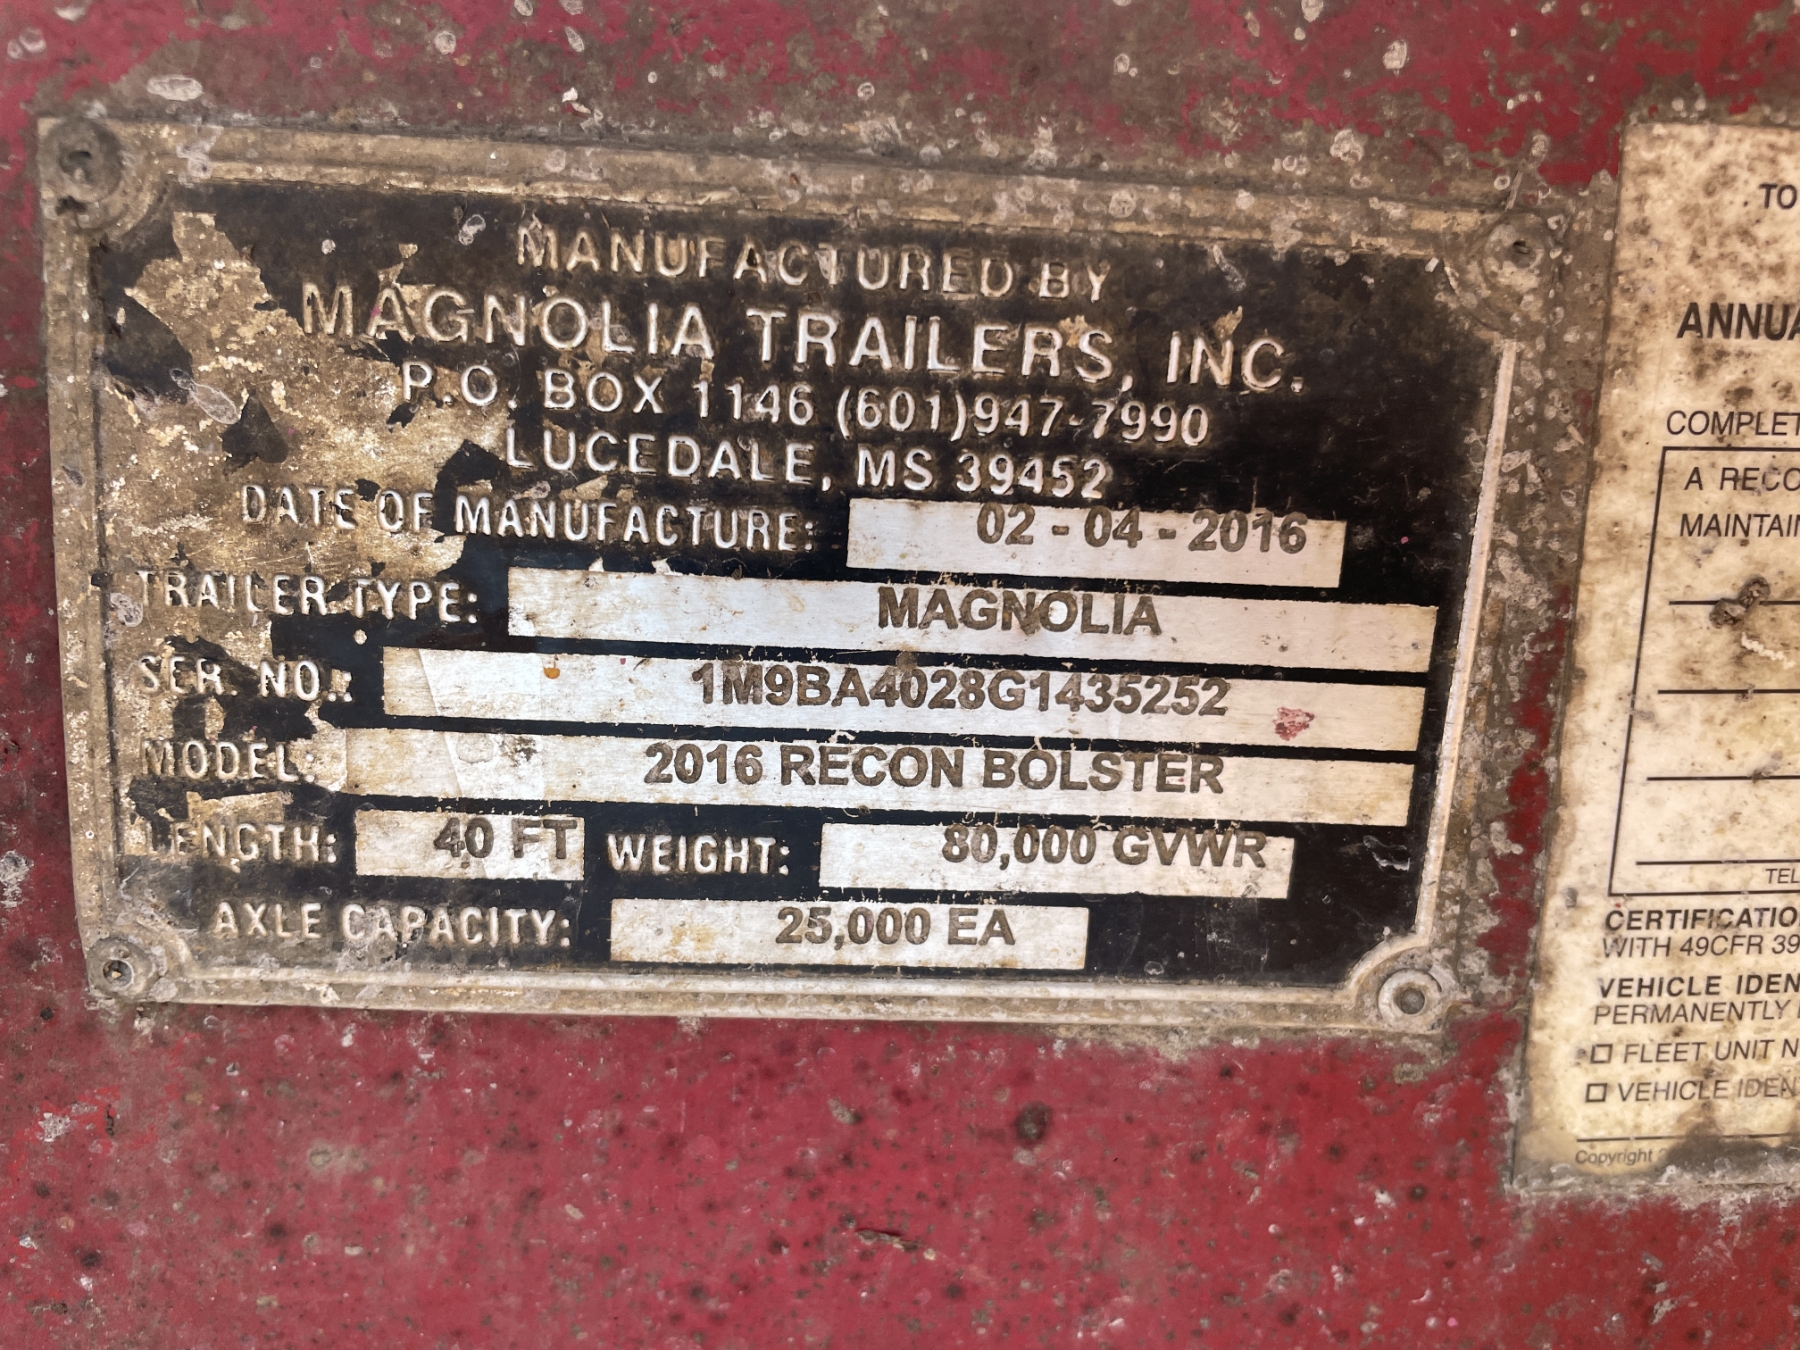 MANUFACTURED BY
MAGNOLIA TRAILERS, INC.
P.O. BOX 1146 (601)947-7990
LUCEDALE, MS 39452
DATE OF MANUFACTURE: 02 - 04 - 2016
TRAILER TYPE: MAGNOLIA
SER. NO.: 1M9BA4028G1435252
MODEL: 2016 RECON BOLSTER
LENGTH: 40 FT WEIGHT: 80,000 GVWR
AXLE CAPACITY: 25,000 EA
TO
ANNUA
COMPLET
A RECO
MAINTAI
TEL
CERTIFICATIO
WITH 49CFR 39
VEHICLE IDEN
PERMANENTLY
☐ FLEET UNIT N
☐ VEHICLE IDEN
Copyright 2